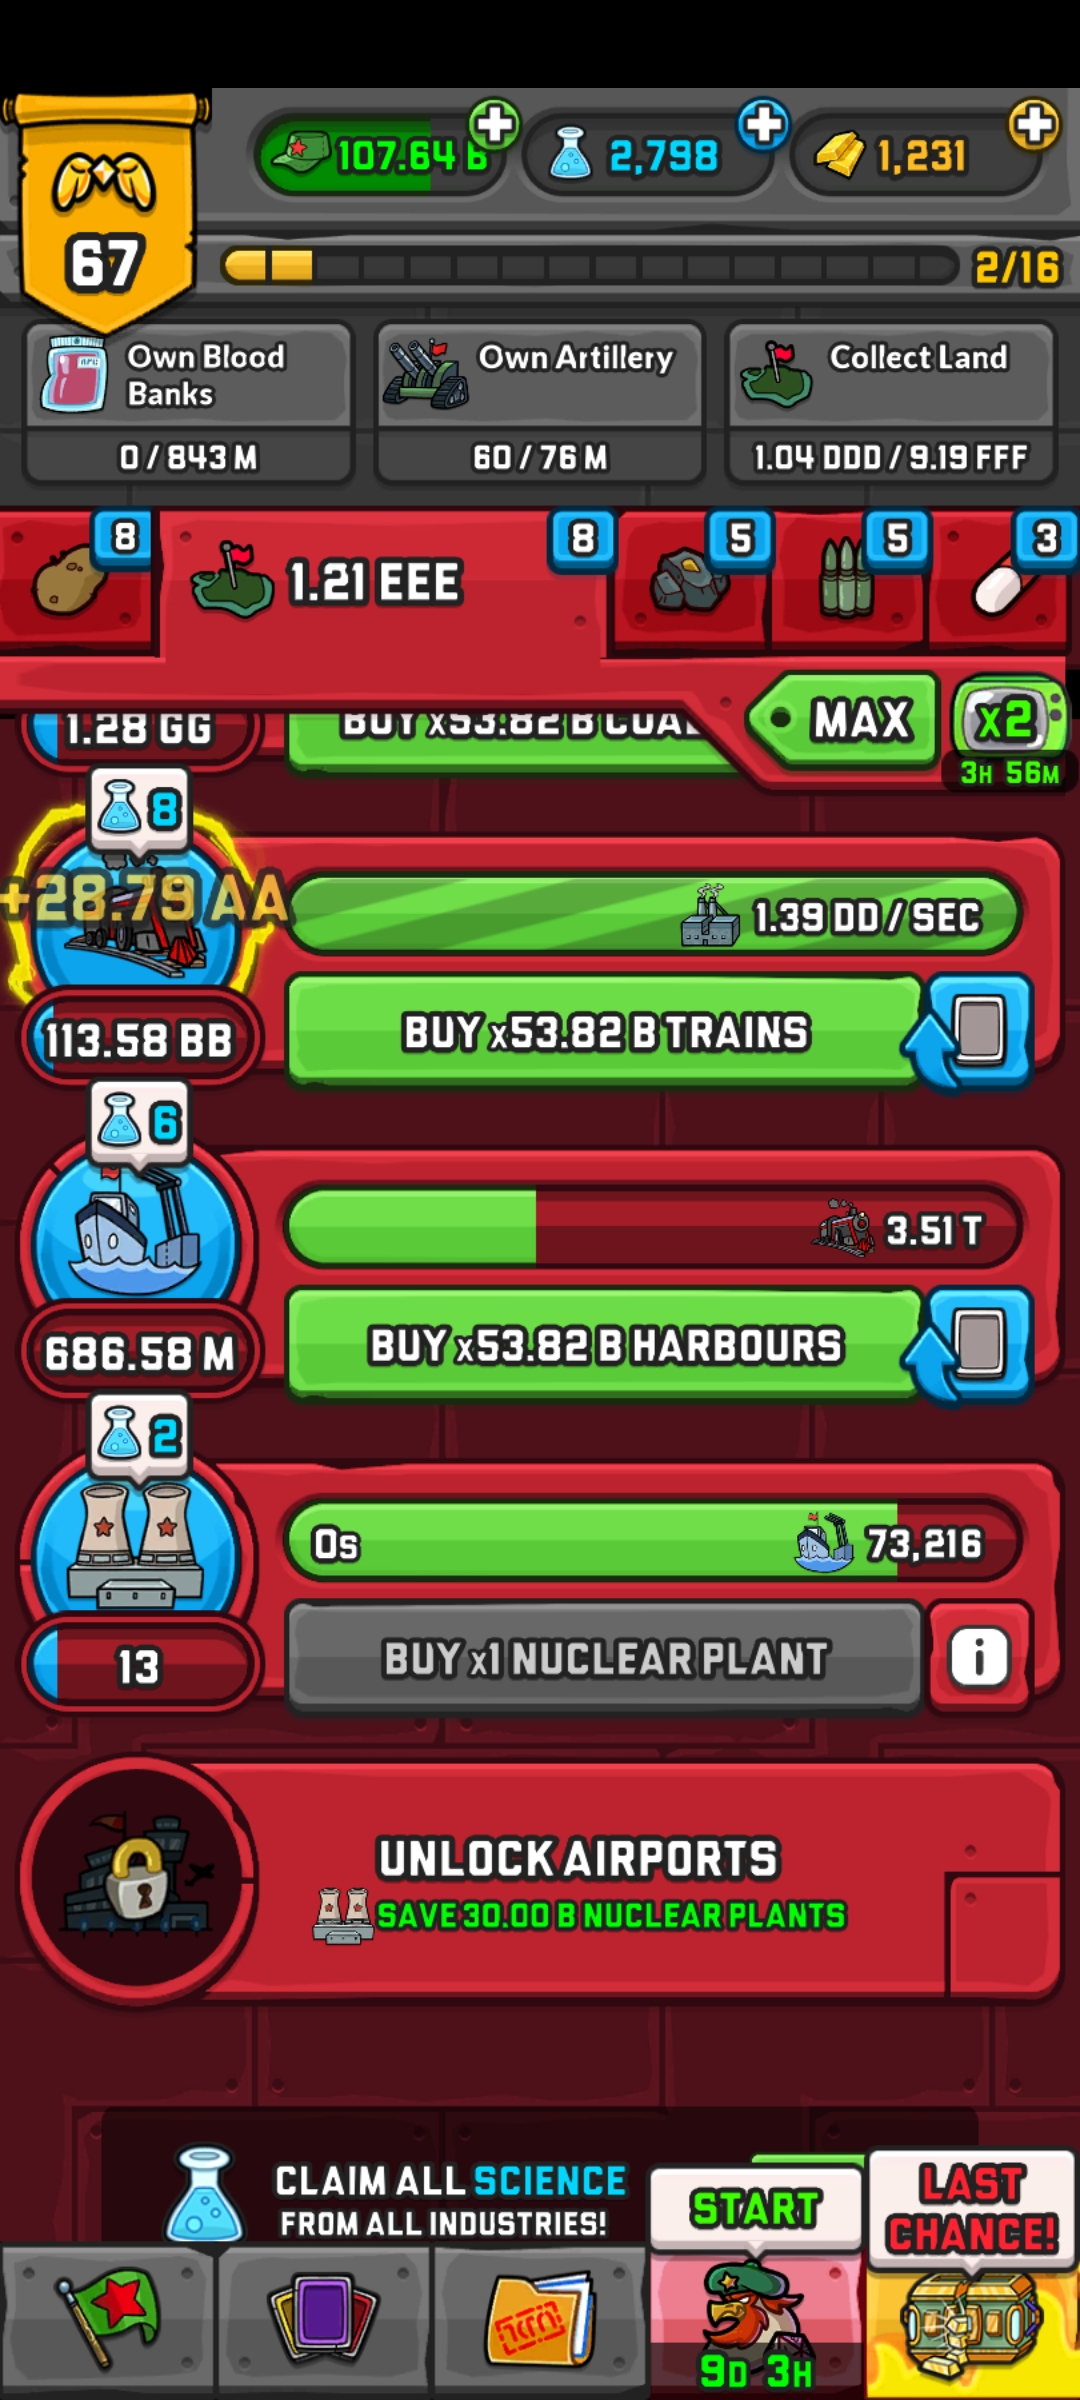 107.64 B
2,798
1,231
67
2/16
Own Blood
Banks
0 / 843 M
Own Artillery
60 / 76 M
Collect Land
1.04 DDD / 9.19 FFF
8
1.21 EEE
8
5
5
3
MAX
x2
3H 56M
1.28 GG
BUY x53.82 B COAL
8
+28.79 AA
1.39 DD / SEC
113.58 BB
BUY x53.82 B TRAINS
6
3.51 T
686.58 M
BUY x53.82 B HARBOURS
2
0s
73,216
13
BUY x1 NUCLEAR PLANT
i
UNLOCK AIRPORTS
SAVE 30.00 B NUCLEAR PLANTS
CLAIM ALL SCIENCE
FROM ALL INDUSTRIES!
START
LAST
CHANCE!
9D 3H